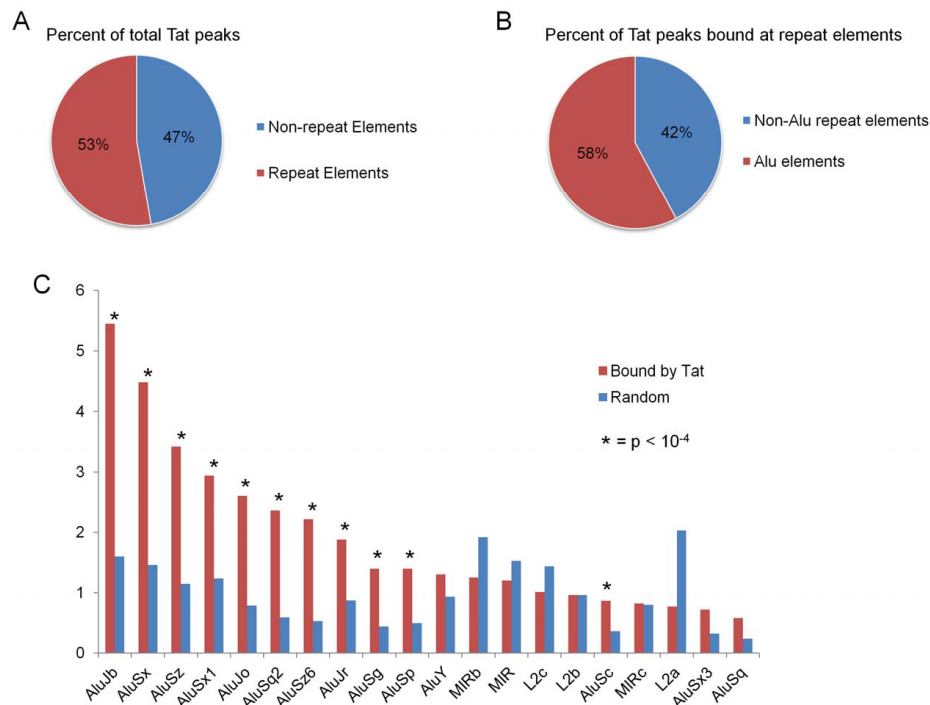 A
Percent of total Tat peaks
53%
47%
Non-repeat Elements
Repeat Elements
B
Percent of Tat peaks bound at repeat elements
58%
42%
Non-Alu repeat elements
Alu elements
C
6
5
4
3
2
1
0
* * * * * * * * * * *
Bound by Tat
Random
* = p < 10⁻⁴
AluJb AluSx AluSz AluSx1 AluJo AluSq2 AluSz6 AluJr AluSg AluSp AluY MIRb MIR L2c L2b AluSc MIRc L2a AluSx3 AluSq